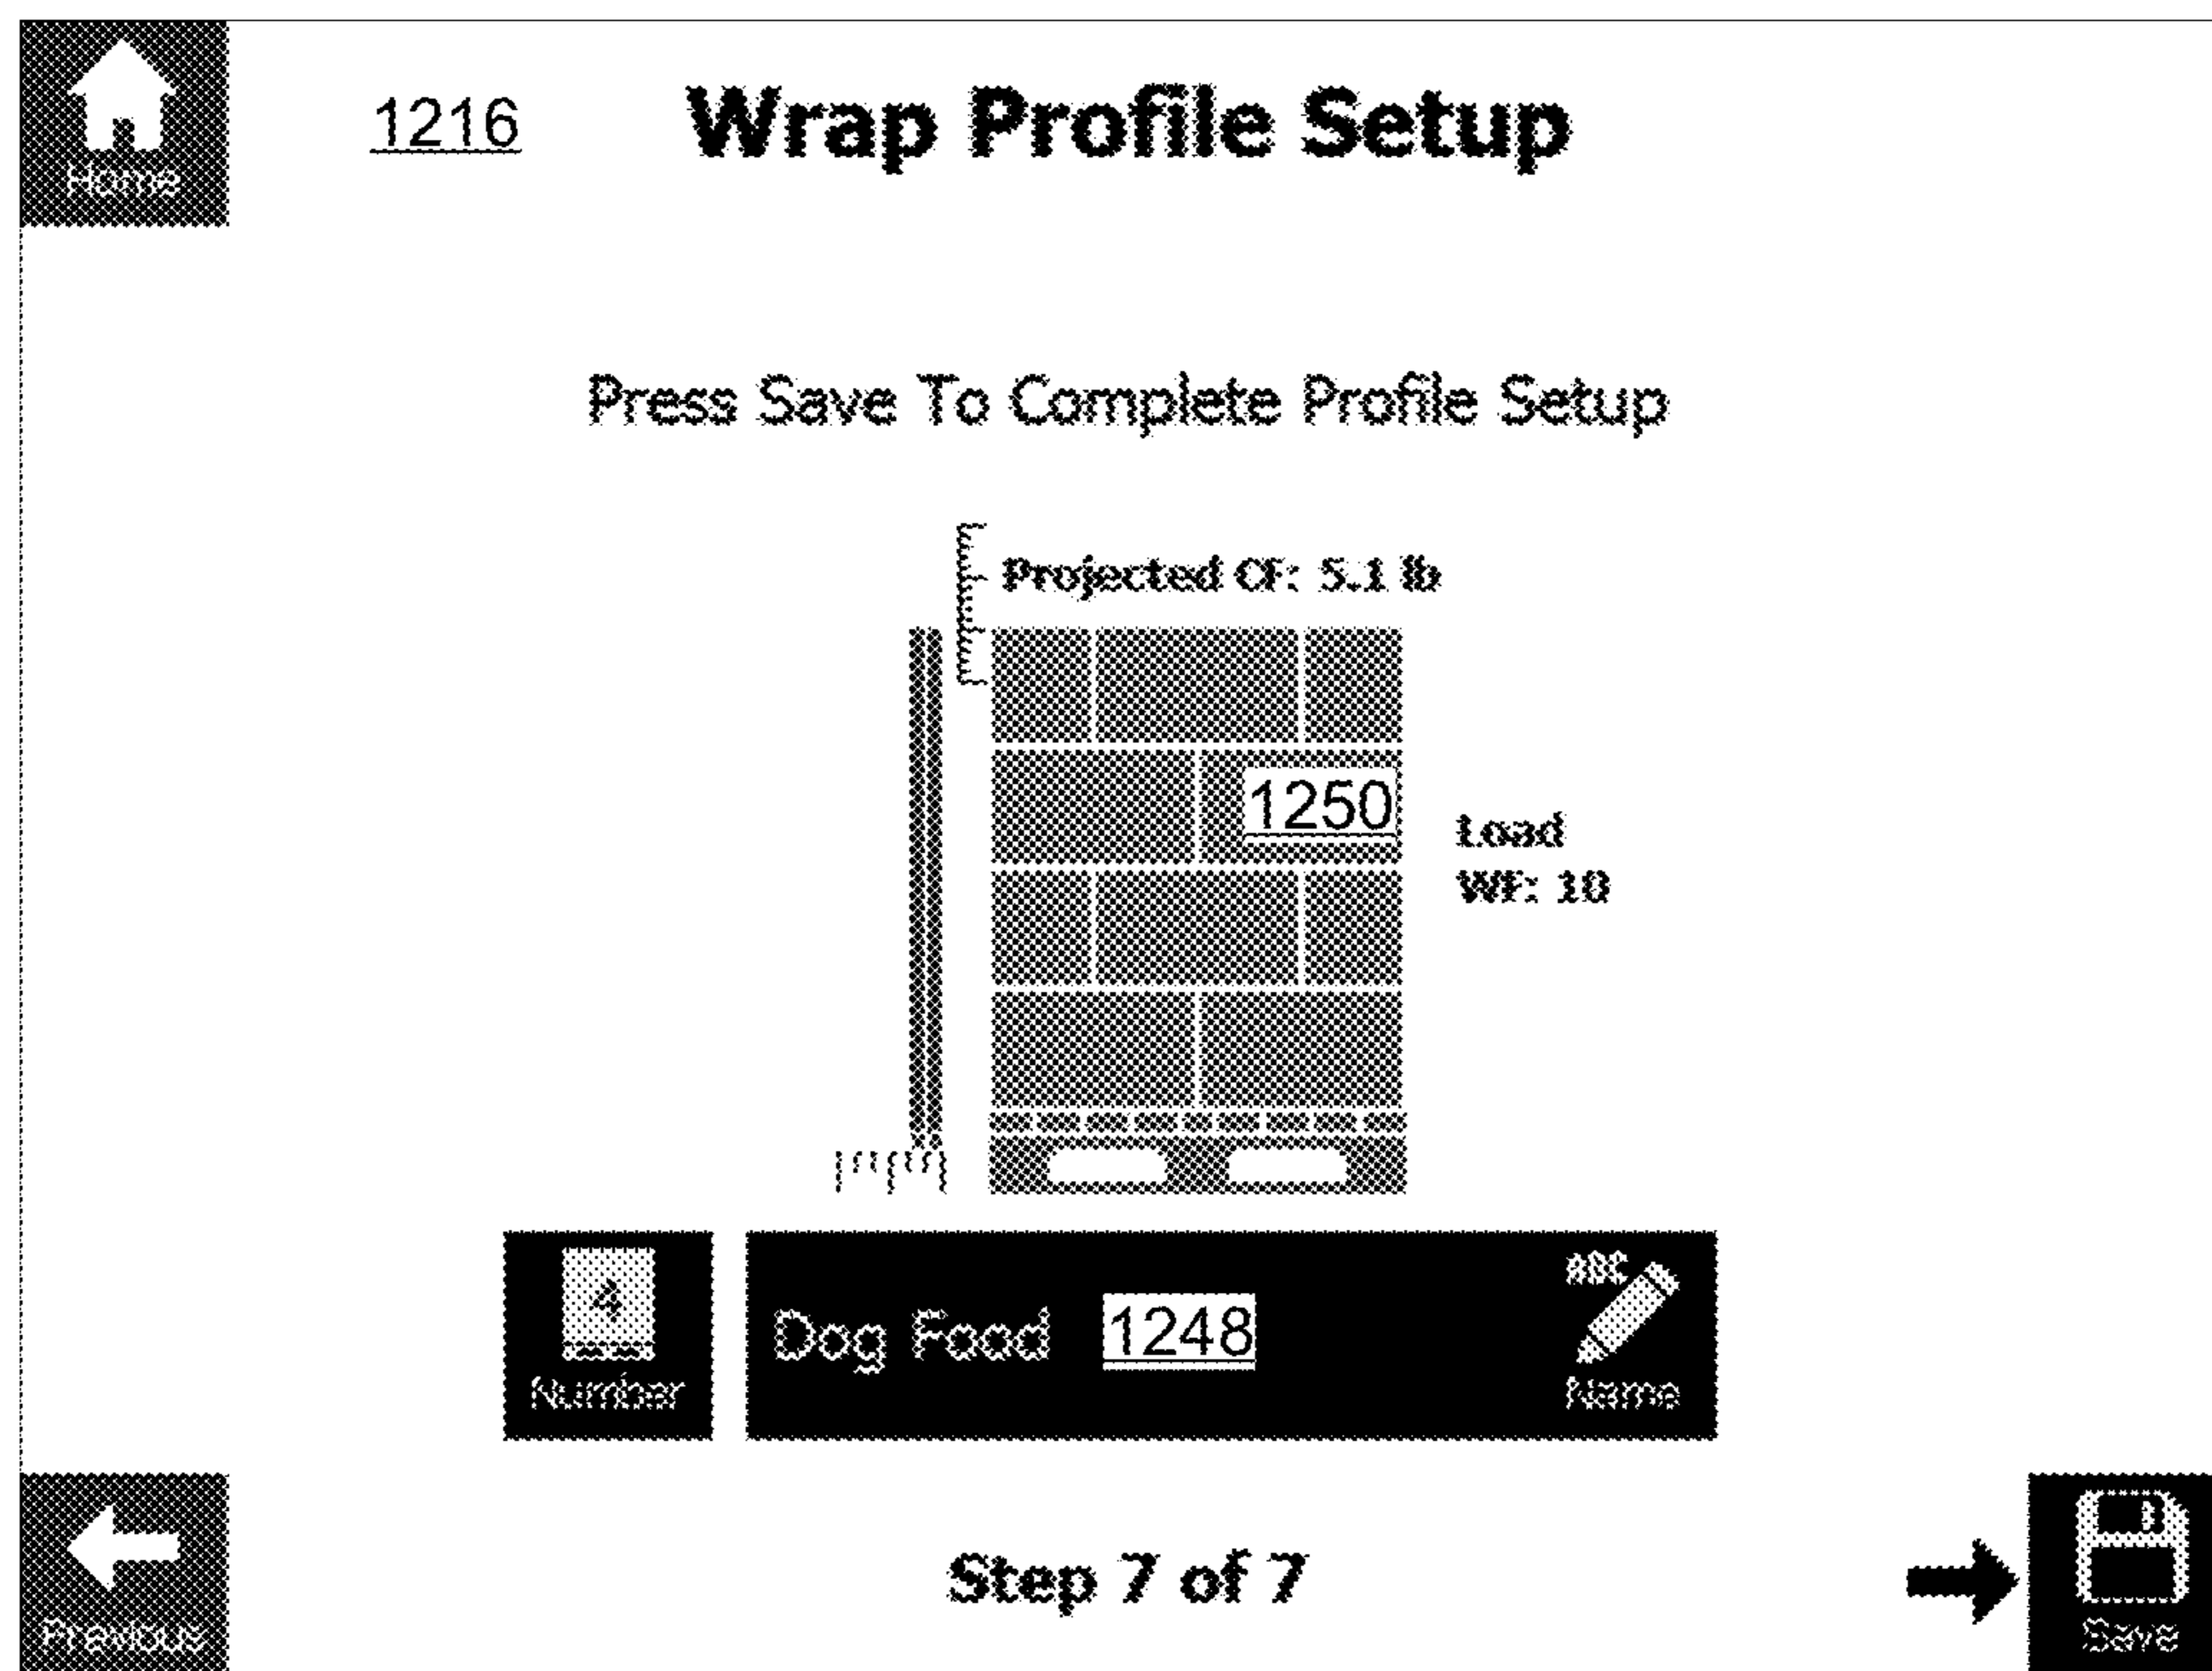 Home
1216
Wrap Profile Setup
Press Save To Complete Profile Setup
Projected CF: 5.1 lb
1250
Load
WF: 10
4
Number
Dog Food
1248
ABC
Name
Previous
Step 7 of 7
Save